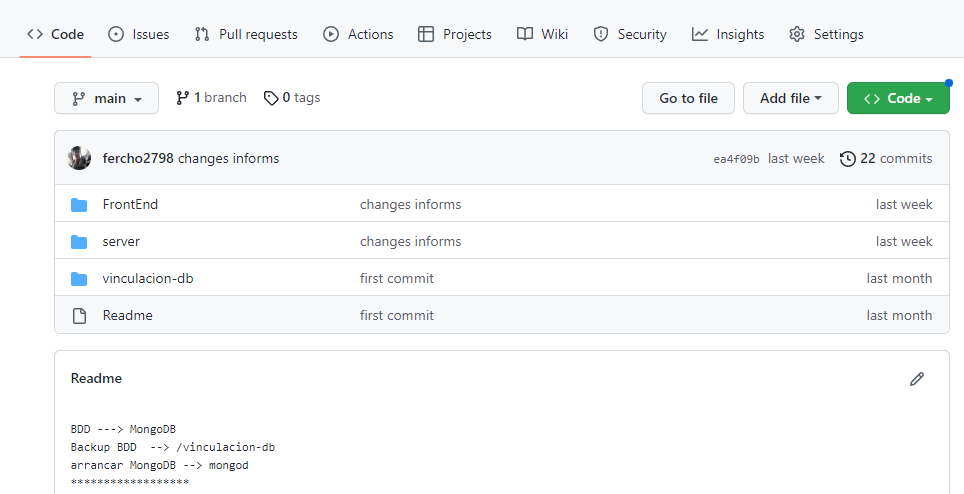 Code Issues Pull requests Actions Projects Wiki Security Insights Settings
main 1 branch 0 tags Go to file Add file Code
fercho2798 changes informs ea4f09b last week 22 commits
FrontEnd changes informs last week
server changes informs last week
vinculacion-db first commit last month
Readme first commit last month
Readme
BDD ---> MongoDB
Backup BDD --> /vinculacion-db
arrancar MongoDB --> mongod
******************